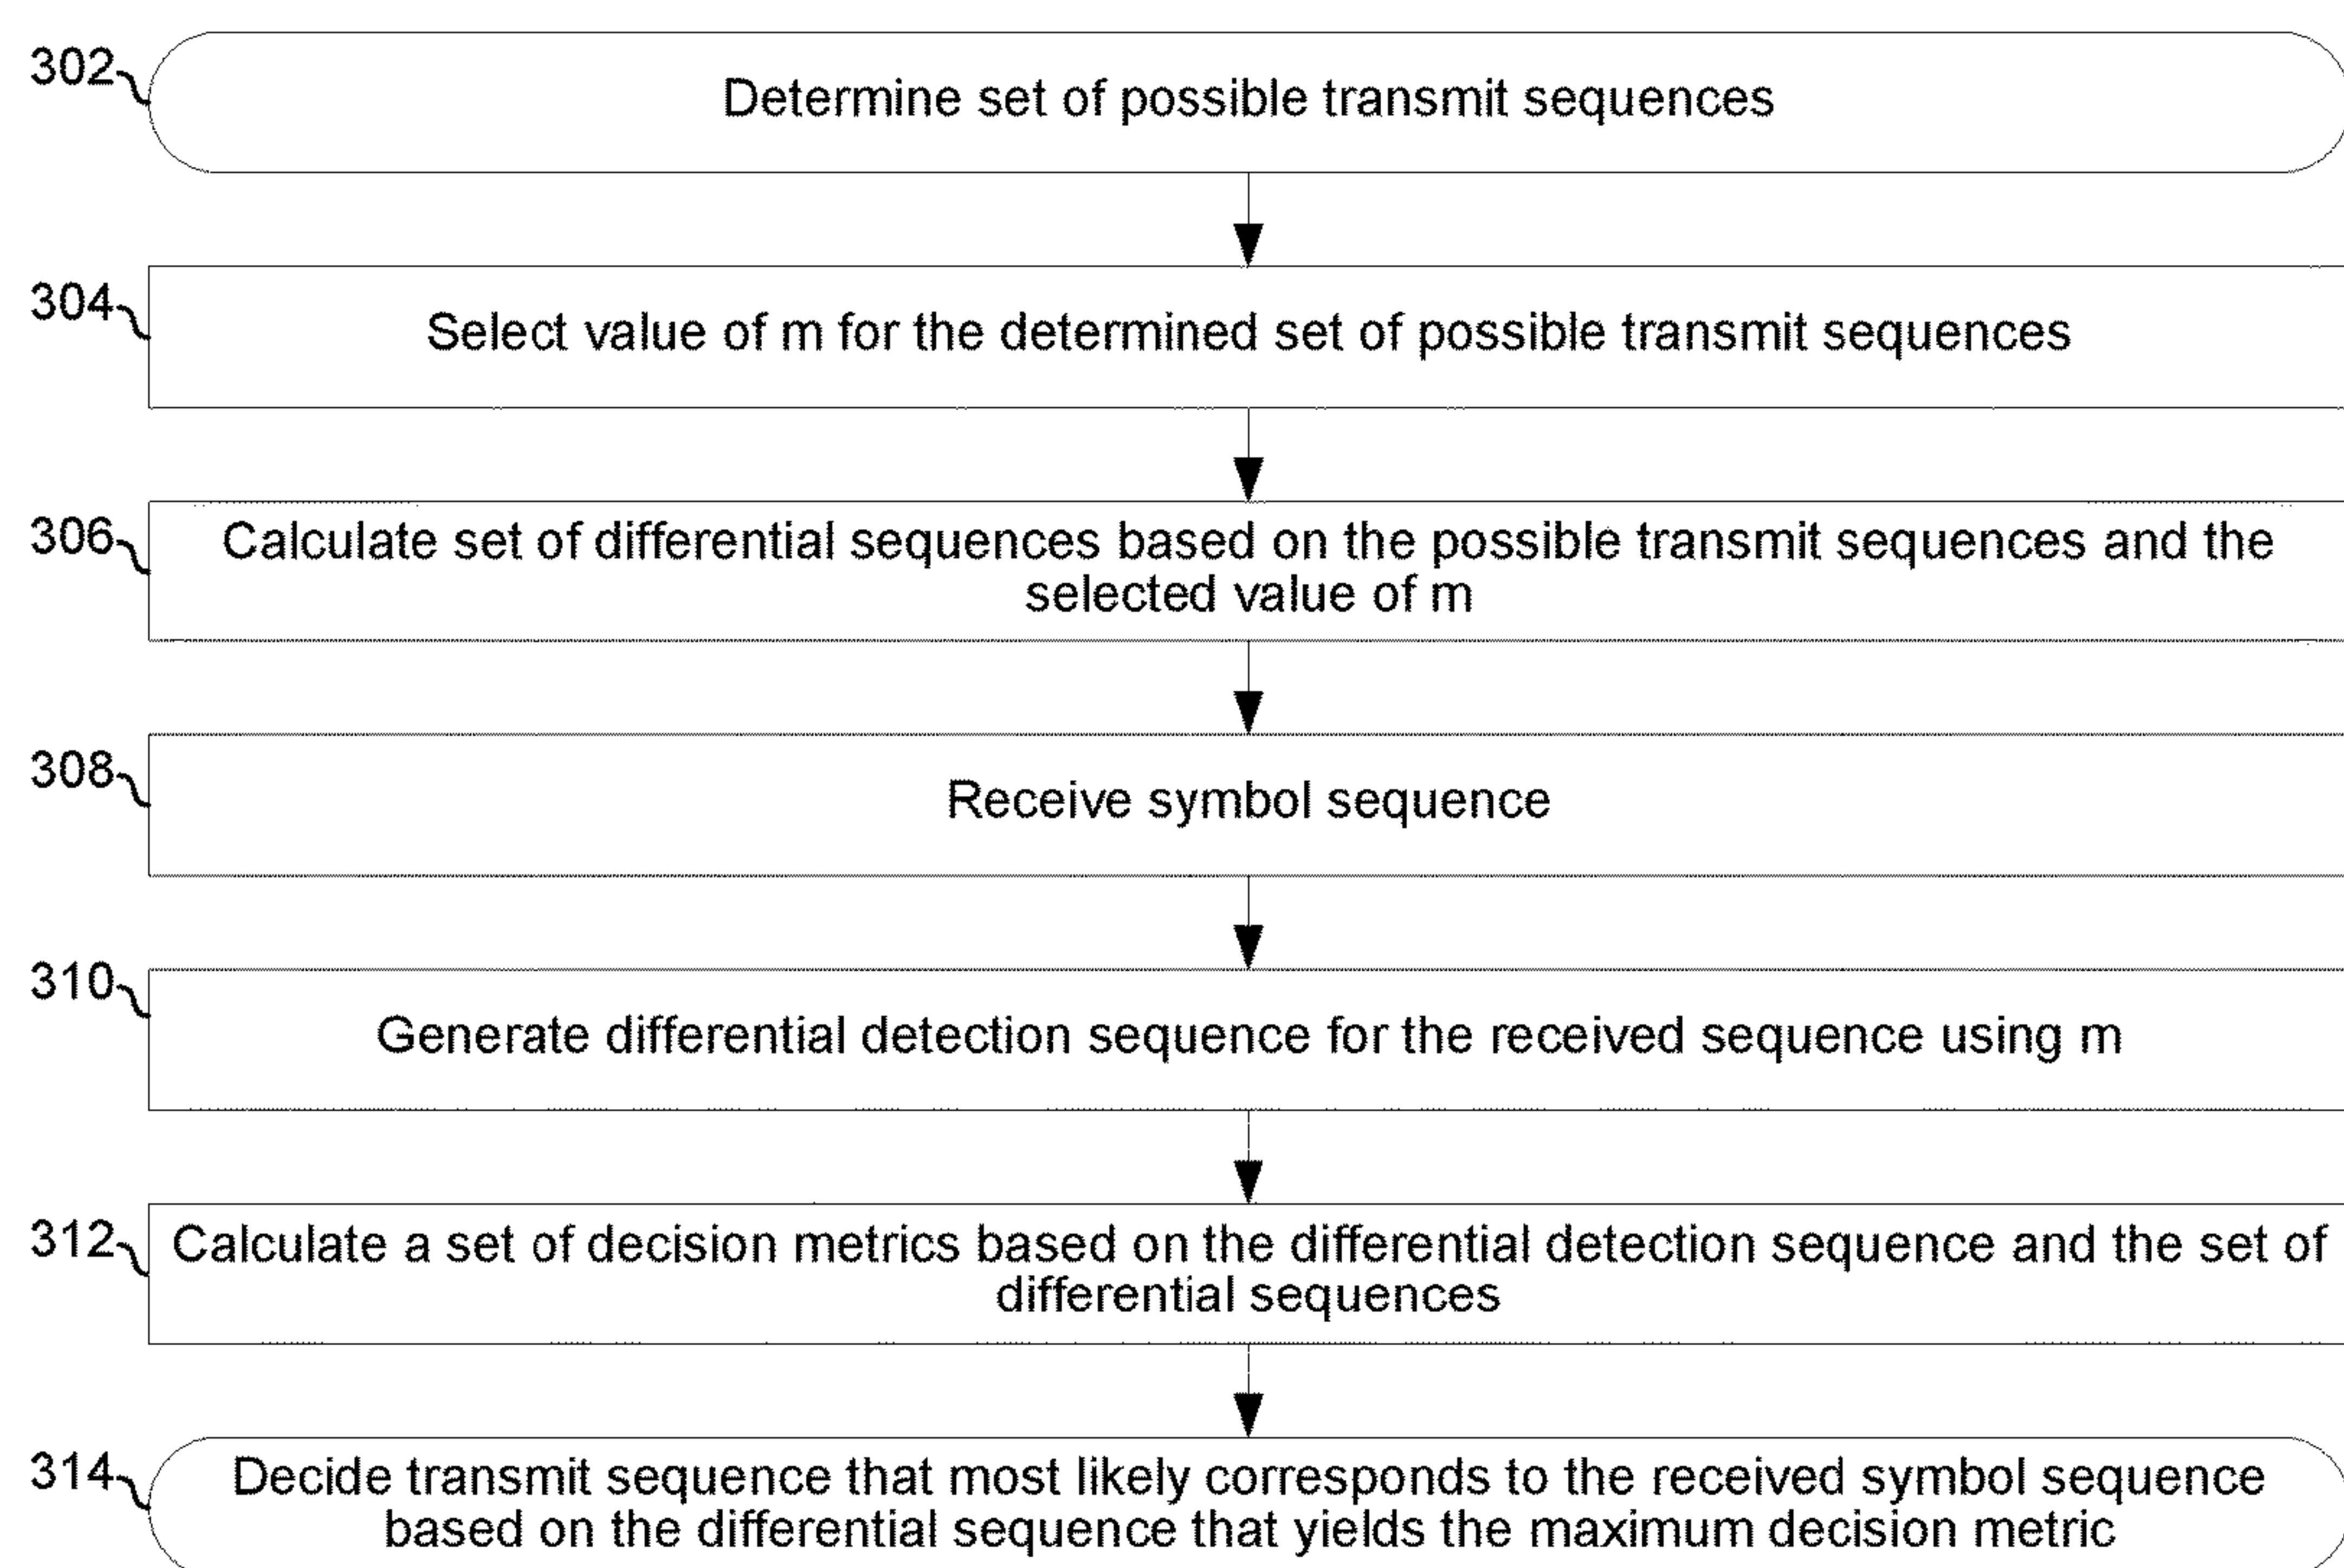 302
Determine set of possible transmit sequences
304
Select value of m for the determined set of possible transmit sequences
306
Calculate set of differential sequences based on the possible transmit sequences and the
selected value of m
308
Receive symbol sequence
310
Generate differential detection sequence for the received sequence using m
312
Calculate a set of decision metrics based on the differential detection sequence and the set of
differential sequences
314
Decide transmit sequence that most likely corresponds to the received symbol sequence
based on the differential sequence that yields the maximum decision metric